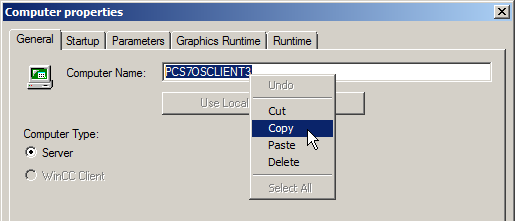 Computer properties
General
Startup
Parameters
Graphics Runtime
Runtime
Computer Name:
PCS7OSCLIENT3
Use Local
Undo
Cut
Copy
Paste
Delete
Select All
Computer Type:
Server
WinCC Client